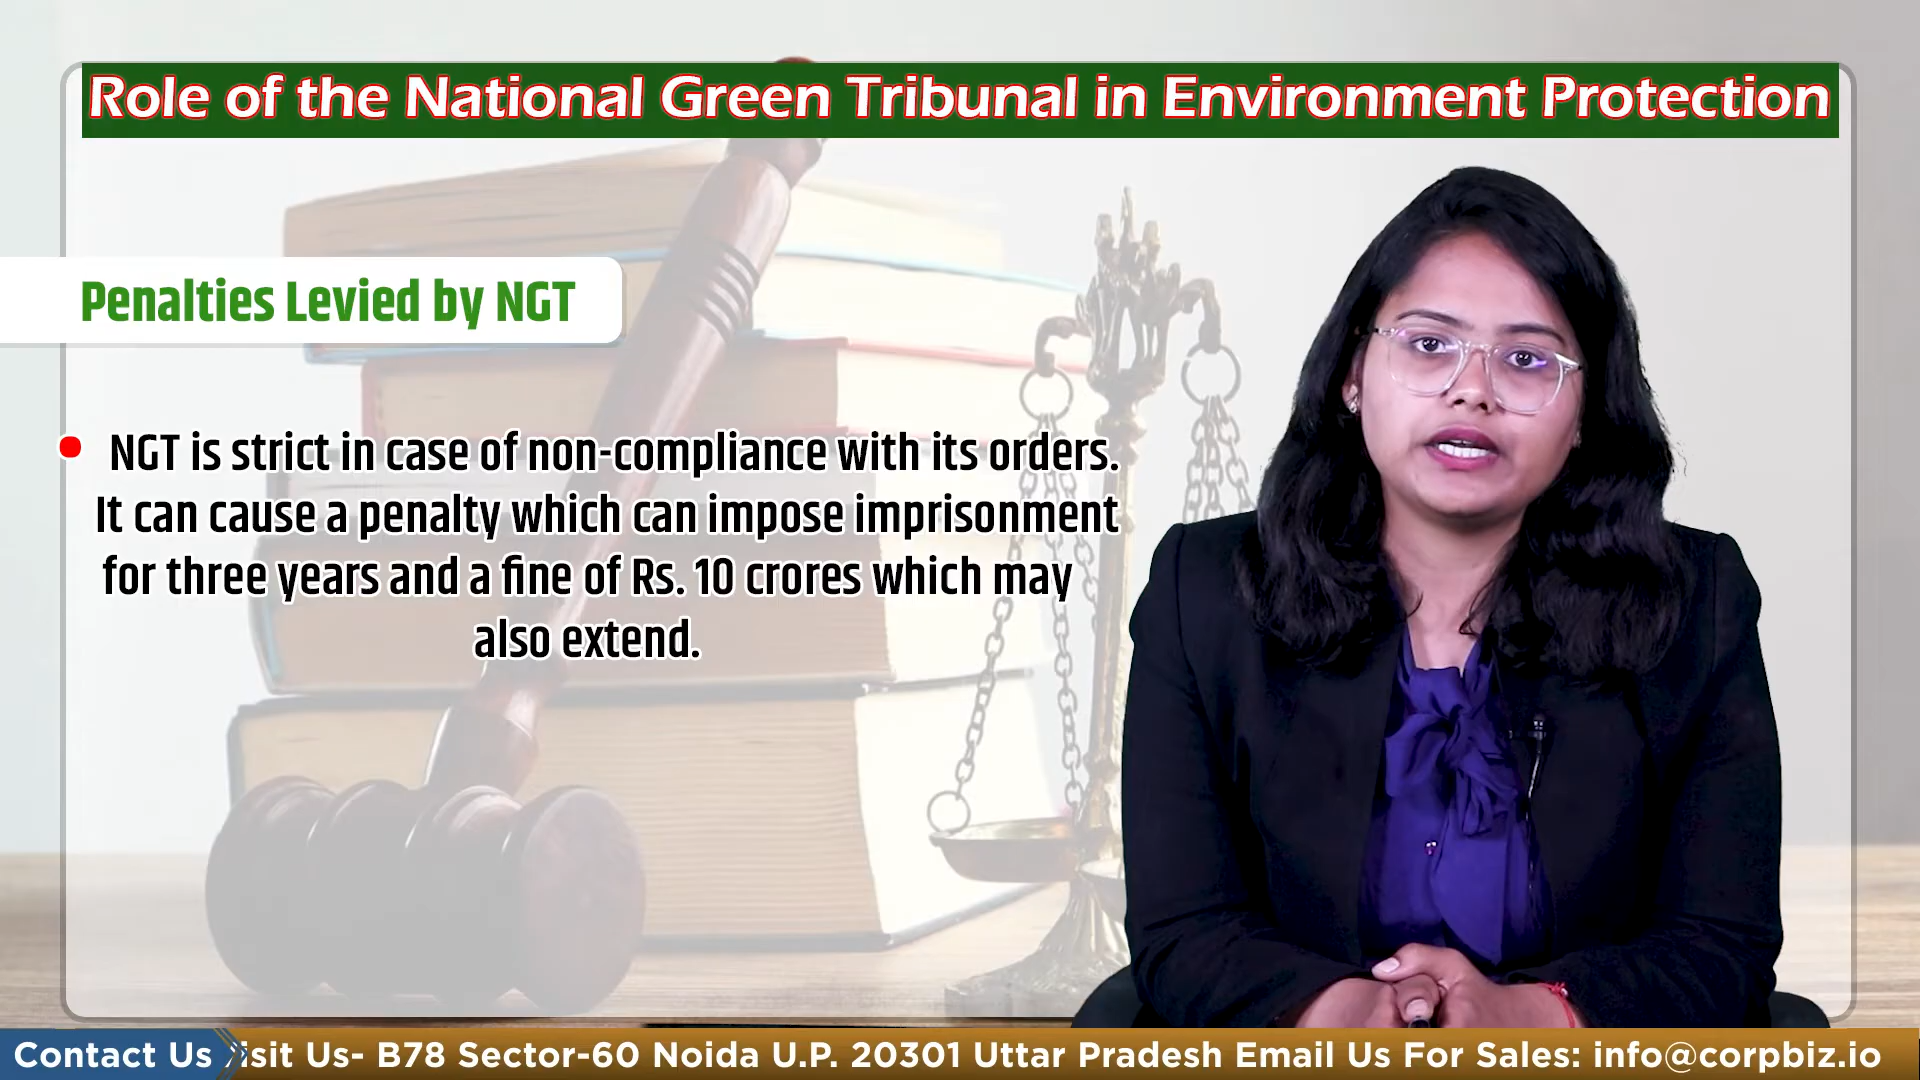 Role of the National Green Tribunal in Environment Protection
Penalties Levied by NGT
NGT is strict in case of non-compliance with its orders.
It can cause a penalty which can impose imprisonment
for three years and a fine of Rs. 10 crores which may
also extend.
Contact Us isit Us- B78 Sector-60 Noida U.P. 20301 Uttar Pradesh Email Us For Sales: info@corpbiz.io